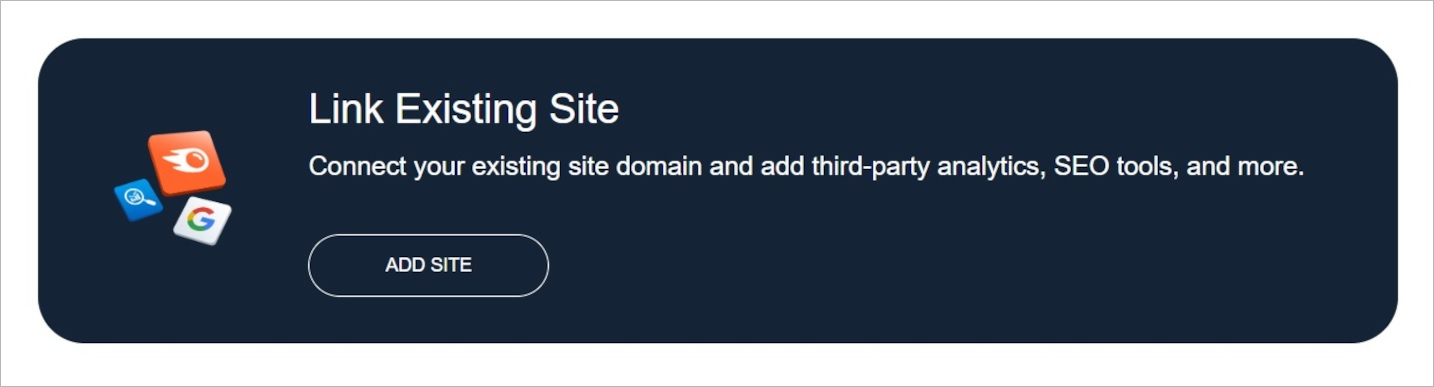 Link Existing Site
Connect your existing site domain and add third-party analytics, SEO tools, and more.
ADD SITE